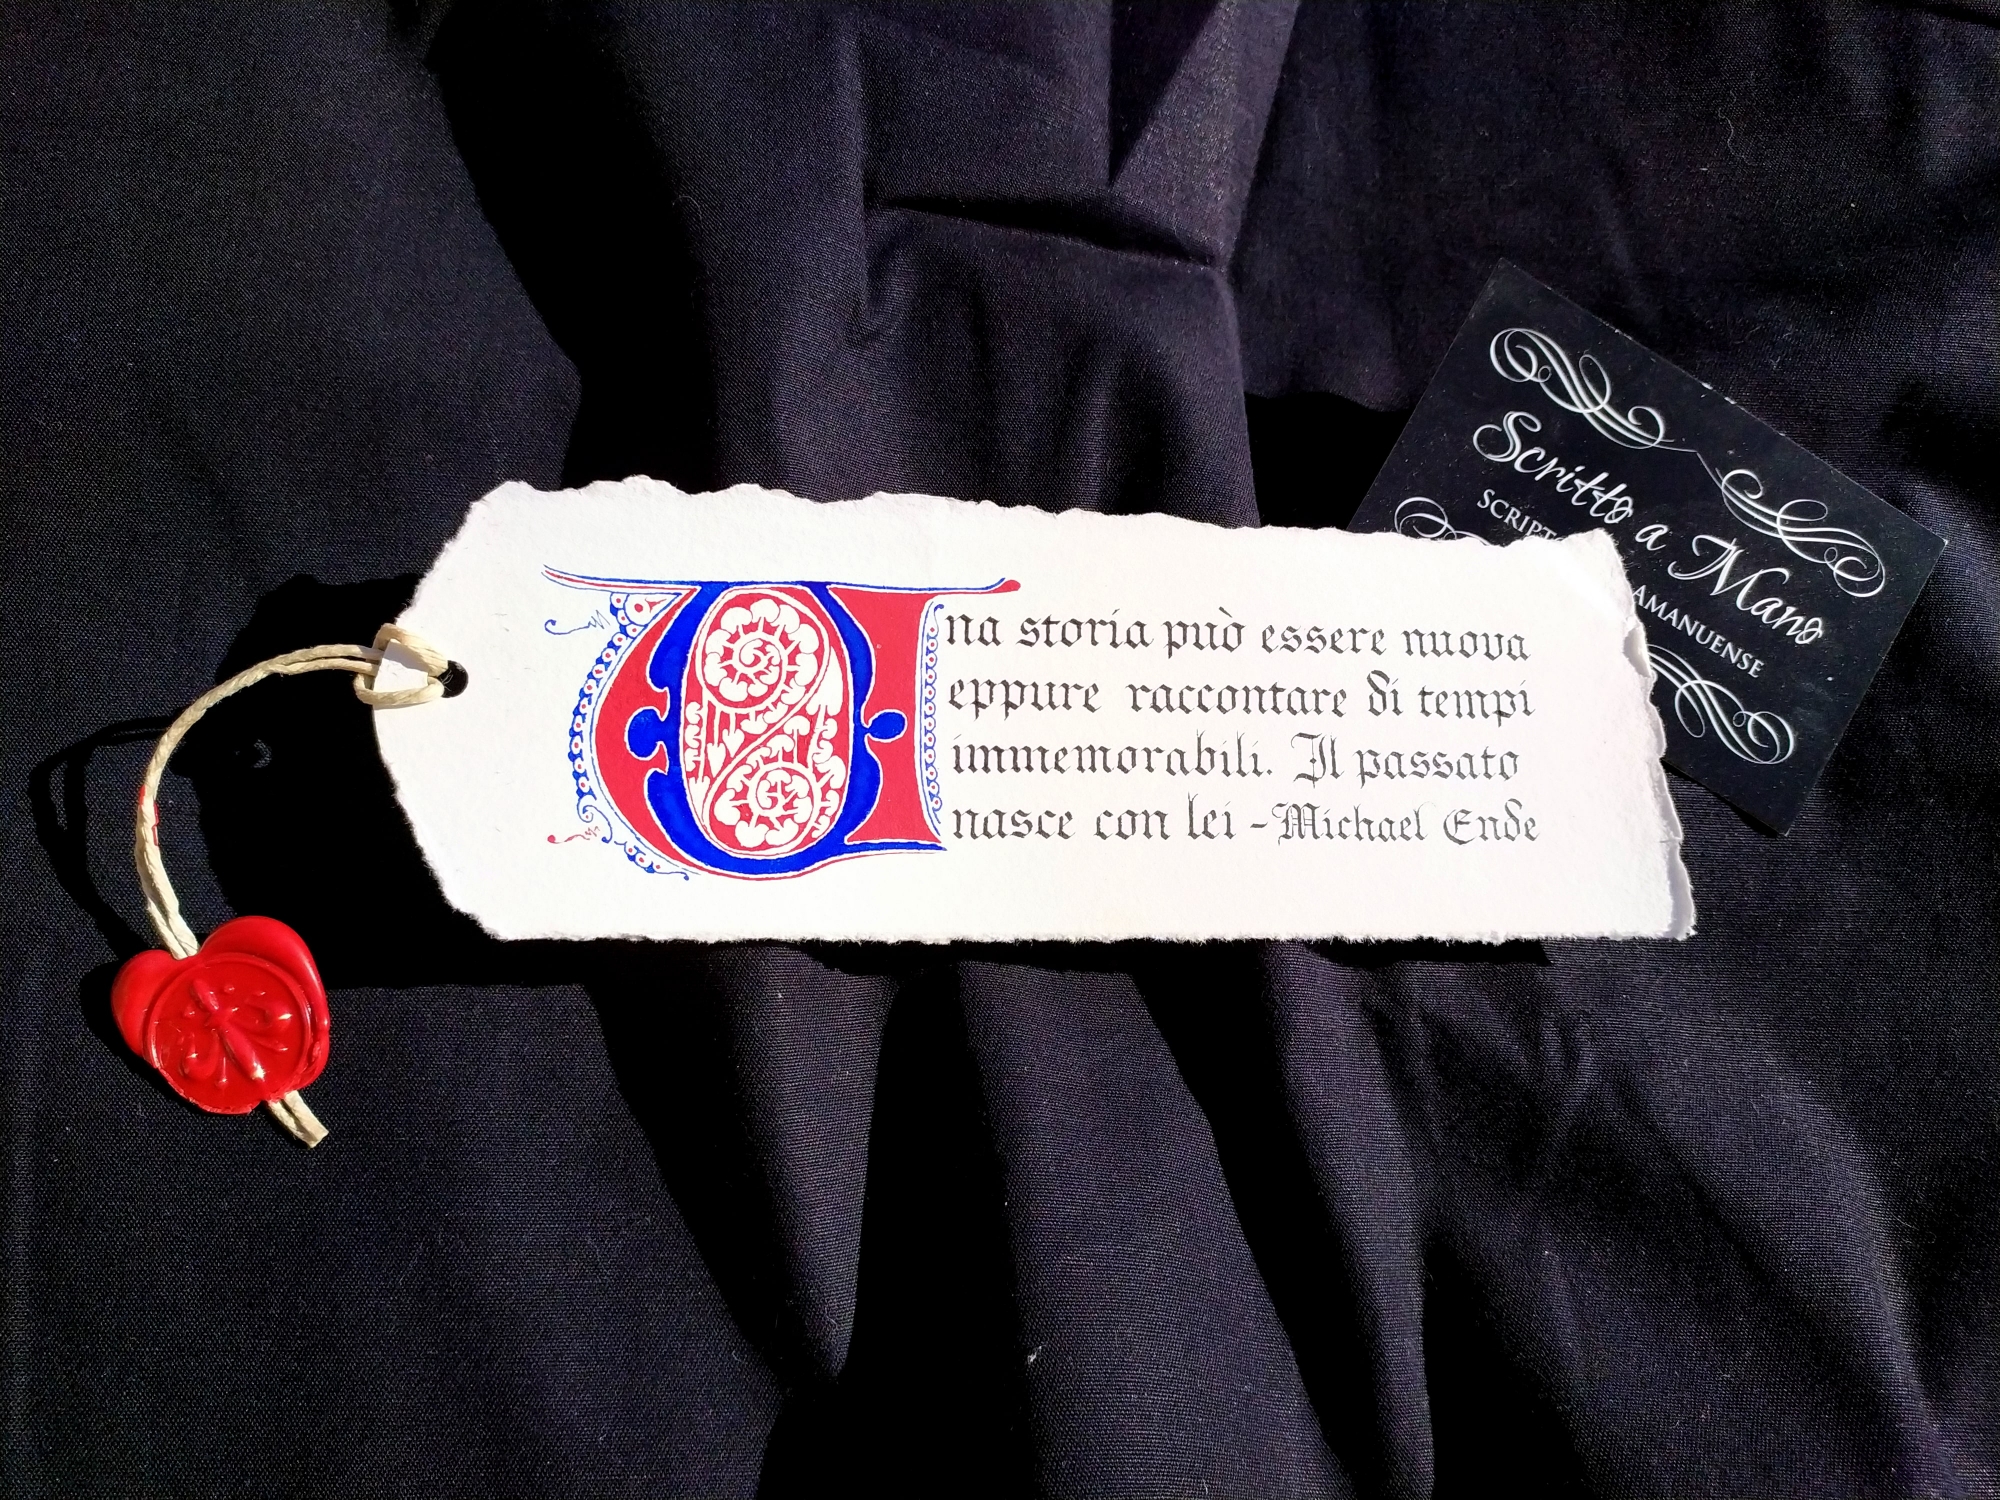 Una storia può essere nuova
eppure raccontare di tempi
immemorabili. Il passato
nasce con lei - Michael Ende
Scritto a Mano
AMANUENSE